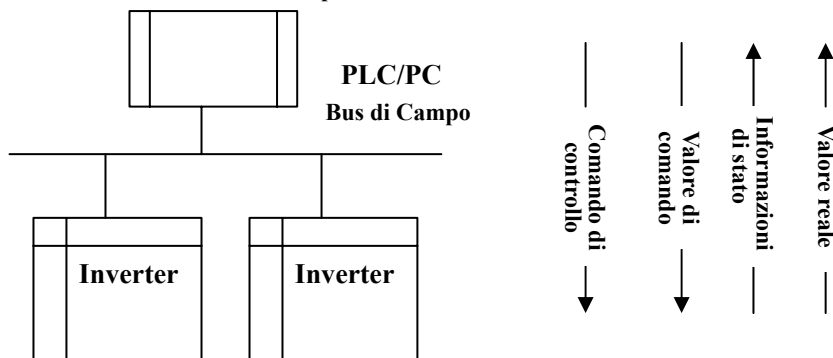 PLC/PC
Bus di Campo
Inverter
Inverter
Comando di
controllo
Valore di
comando
Informazioni
di stato
Valore reale